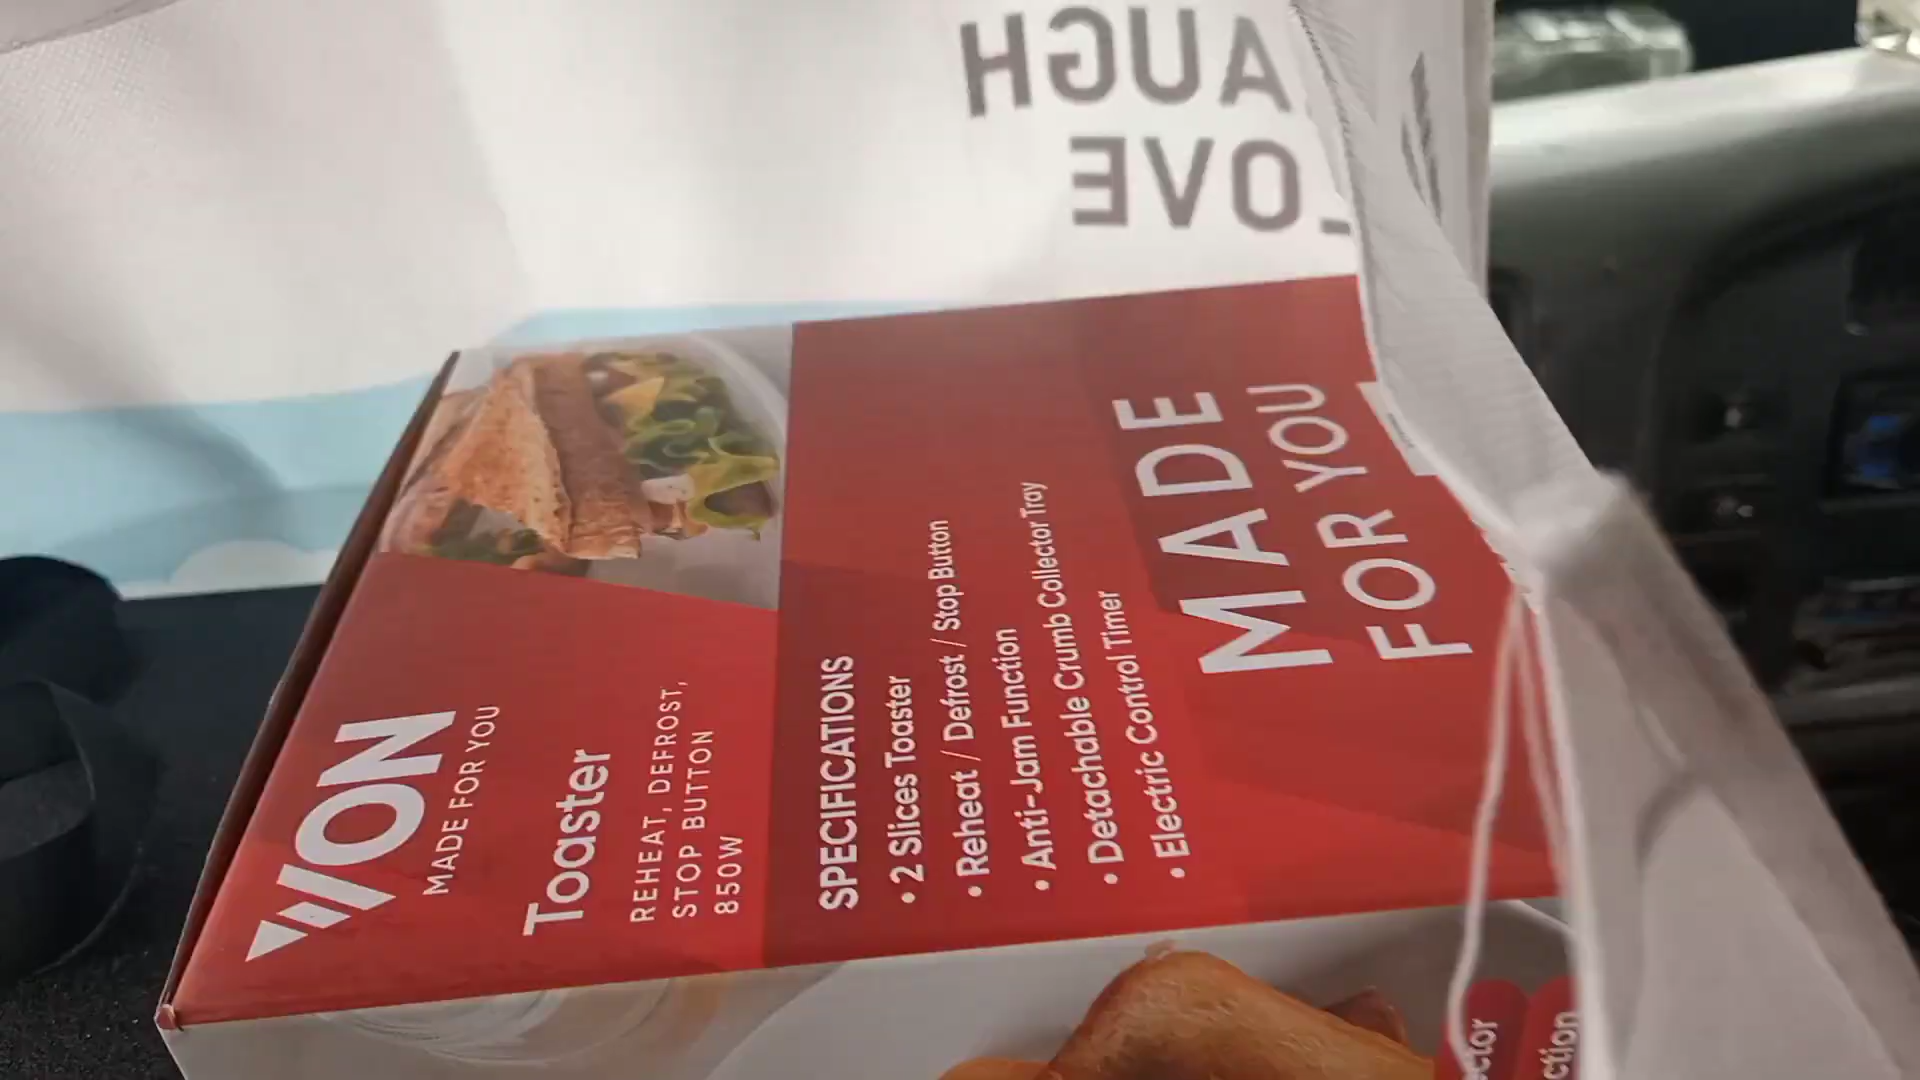 WON
MADE FOR YOU
Toaster
REHEAT, DEFROST,
STOP BUTTON
850W
SPECIFICATIONS
• 2 Slices Toaster
• Reheat / Defrost / Stop Button
• Anti-Jam Function
• Detachable Crumb Collector Tray
• Electric Control Timer
MADE
FOR YOU
AUGH
LOVE
ctor
ction